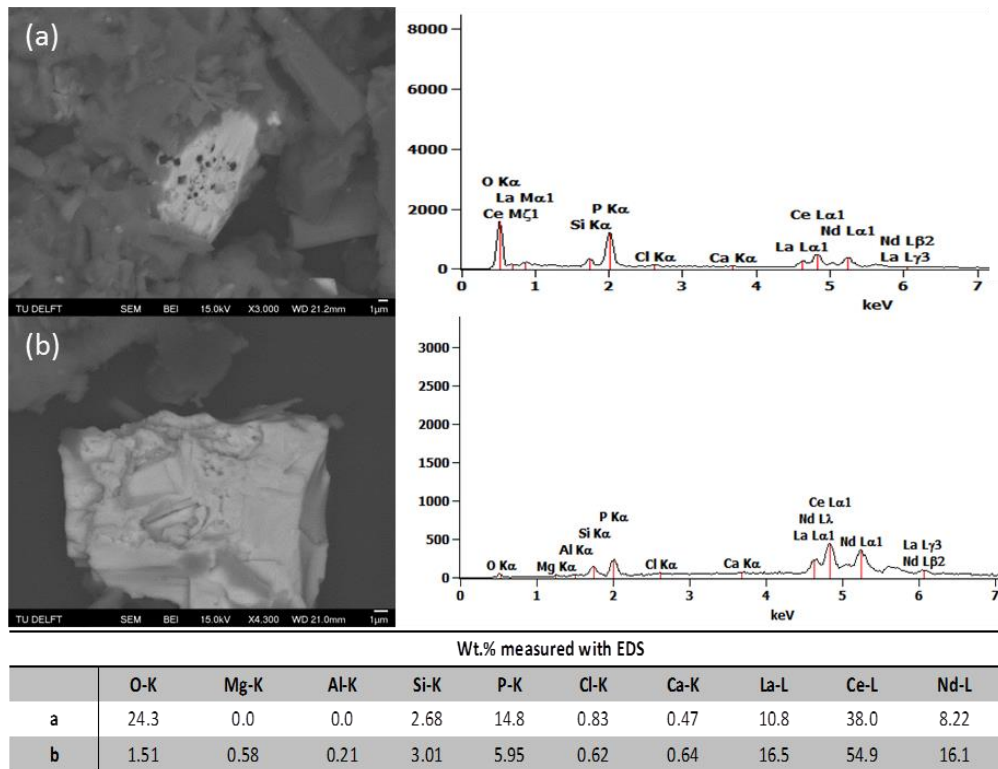 (a)
8000
6000
4000
2000
0
O Kα
La Mα1
Ce Mζ1
Si Kα
P Kα
Cl Kα
Ca Kα
Ce Lα1
Nd Lα1
La Lα1
Nd Lβ2
La Lγ3
0 1 2 3 4 5 6 7
keV
TU DELFT SEM BEI 15.0kV X3,000 WD 21.2mm 1µm
(b)
3000
2500
2000
1500
1000
500
0
O Kα
Mg Kα
Al Kα
Si Kα
P Kα
Cl Kα
Ca Kα
Ce Lα1
Nd Lλ
La Lα1
Nd Lα1
La Lγ3
Nd Lβ2
0 1 2 3 4 5 6 7
keV
TU DELFT SEM BEI 15.0kV X4,300 WD 21.0mm 1µm
Wt.% measured with EDS
O-K Mg-K Al-K Si-K P-K Cl-K Ca-K La-L Ce-L Nd-L
a 24.3 0.0 0.0 2.68 14.8 0.83 0.47 10.8 38.0 8.22
b 1.51 0.58 0.21 3.01 5.95 0.62 0.64 16.5 54.9 16.1